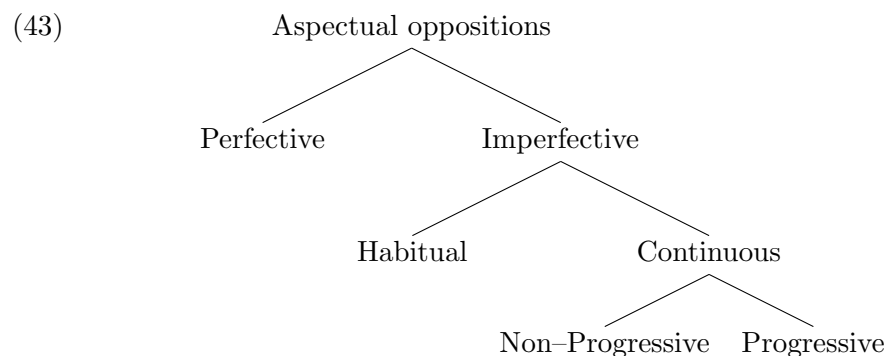 (43) Aspectual oppositions
Perfective Imperfective
Habitual Continuous
Non–Progressive Progressive